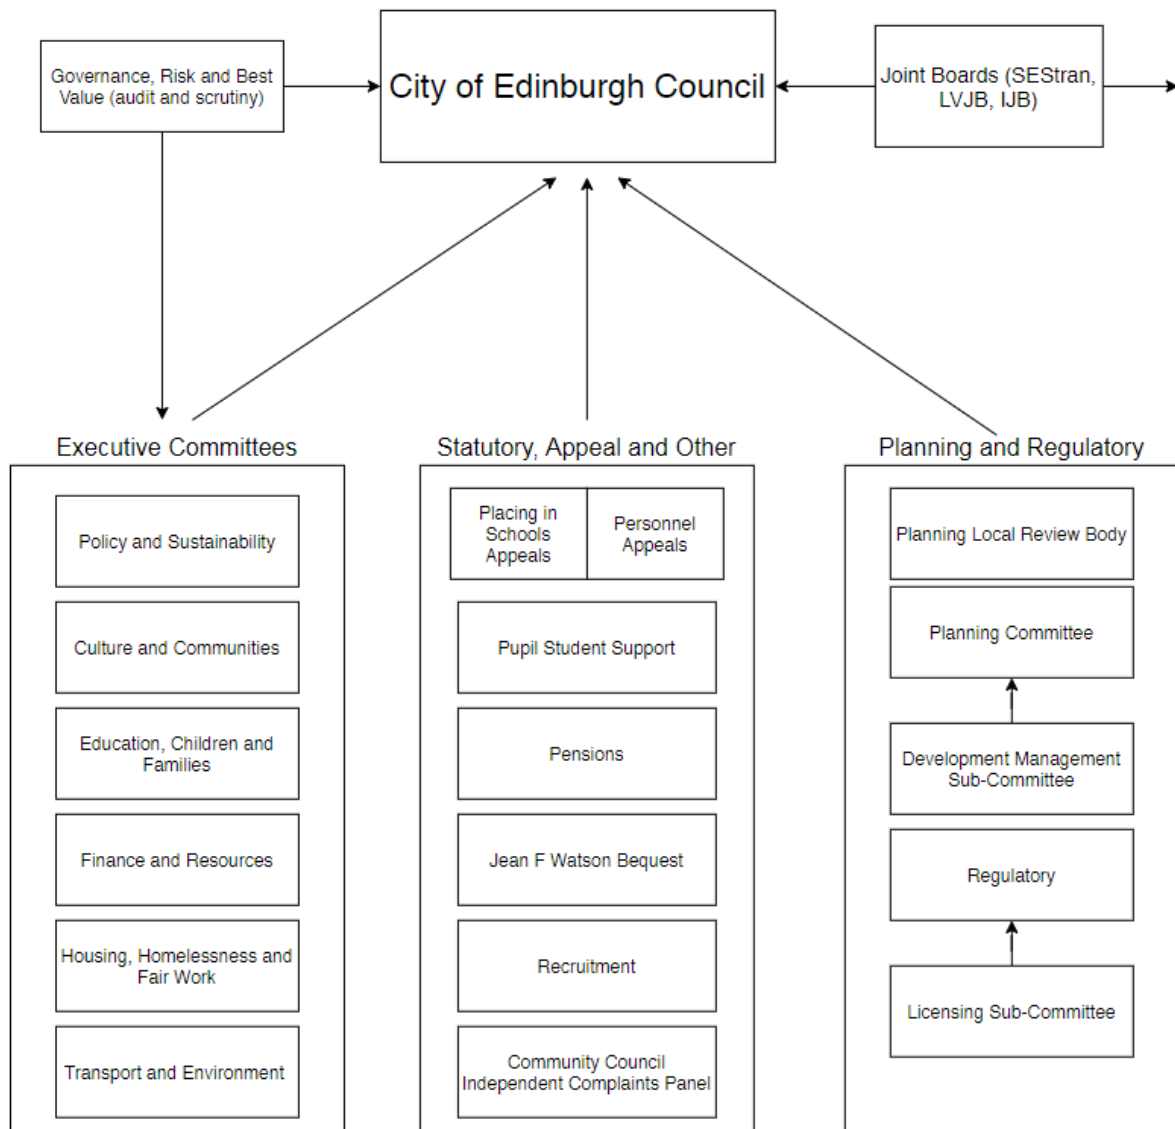 Governance, Risk and Best
Value (audit and scrutiny)
City of Edinburgh Council
Joint Boards (SEStran,
LVJB, IJB)
Executive Committees
Policy and Sustainability
Culture and Communities
Education, Children and
Families
Finance and Resources
Housing, Homelessness and
Fair Work
Transport and Environment
Statutory, Appeal and Other
Placing in
Schools
Appeals
Personnel
Appeals
Pupil Student Support
Pensions
Jean F Watson Bequest
Recruitment
Community Council
Independent Complaints Panel
Planning and Regulatory
Planning Local Review Body
Planning Committee
Development Management
Sub-Committee
Regulatory
Licensing Sub-Committee